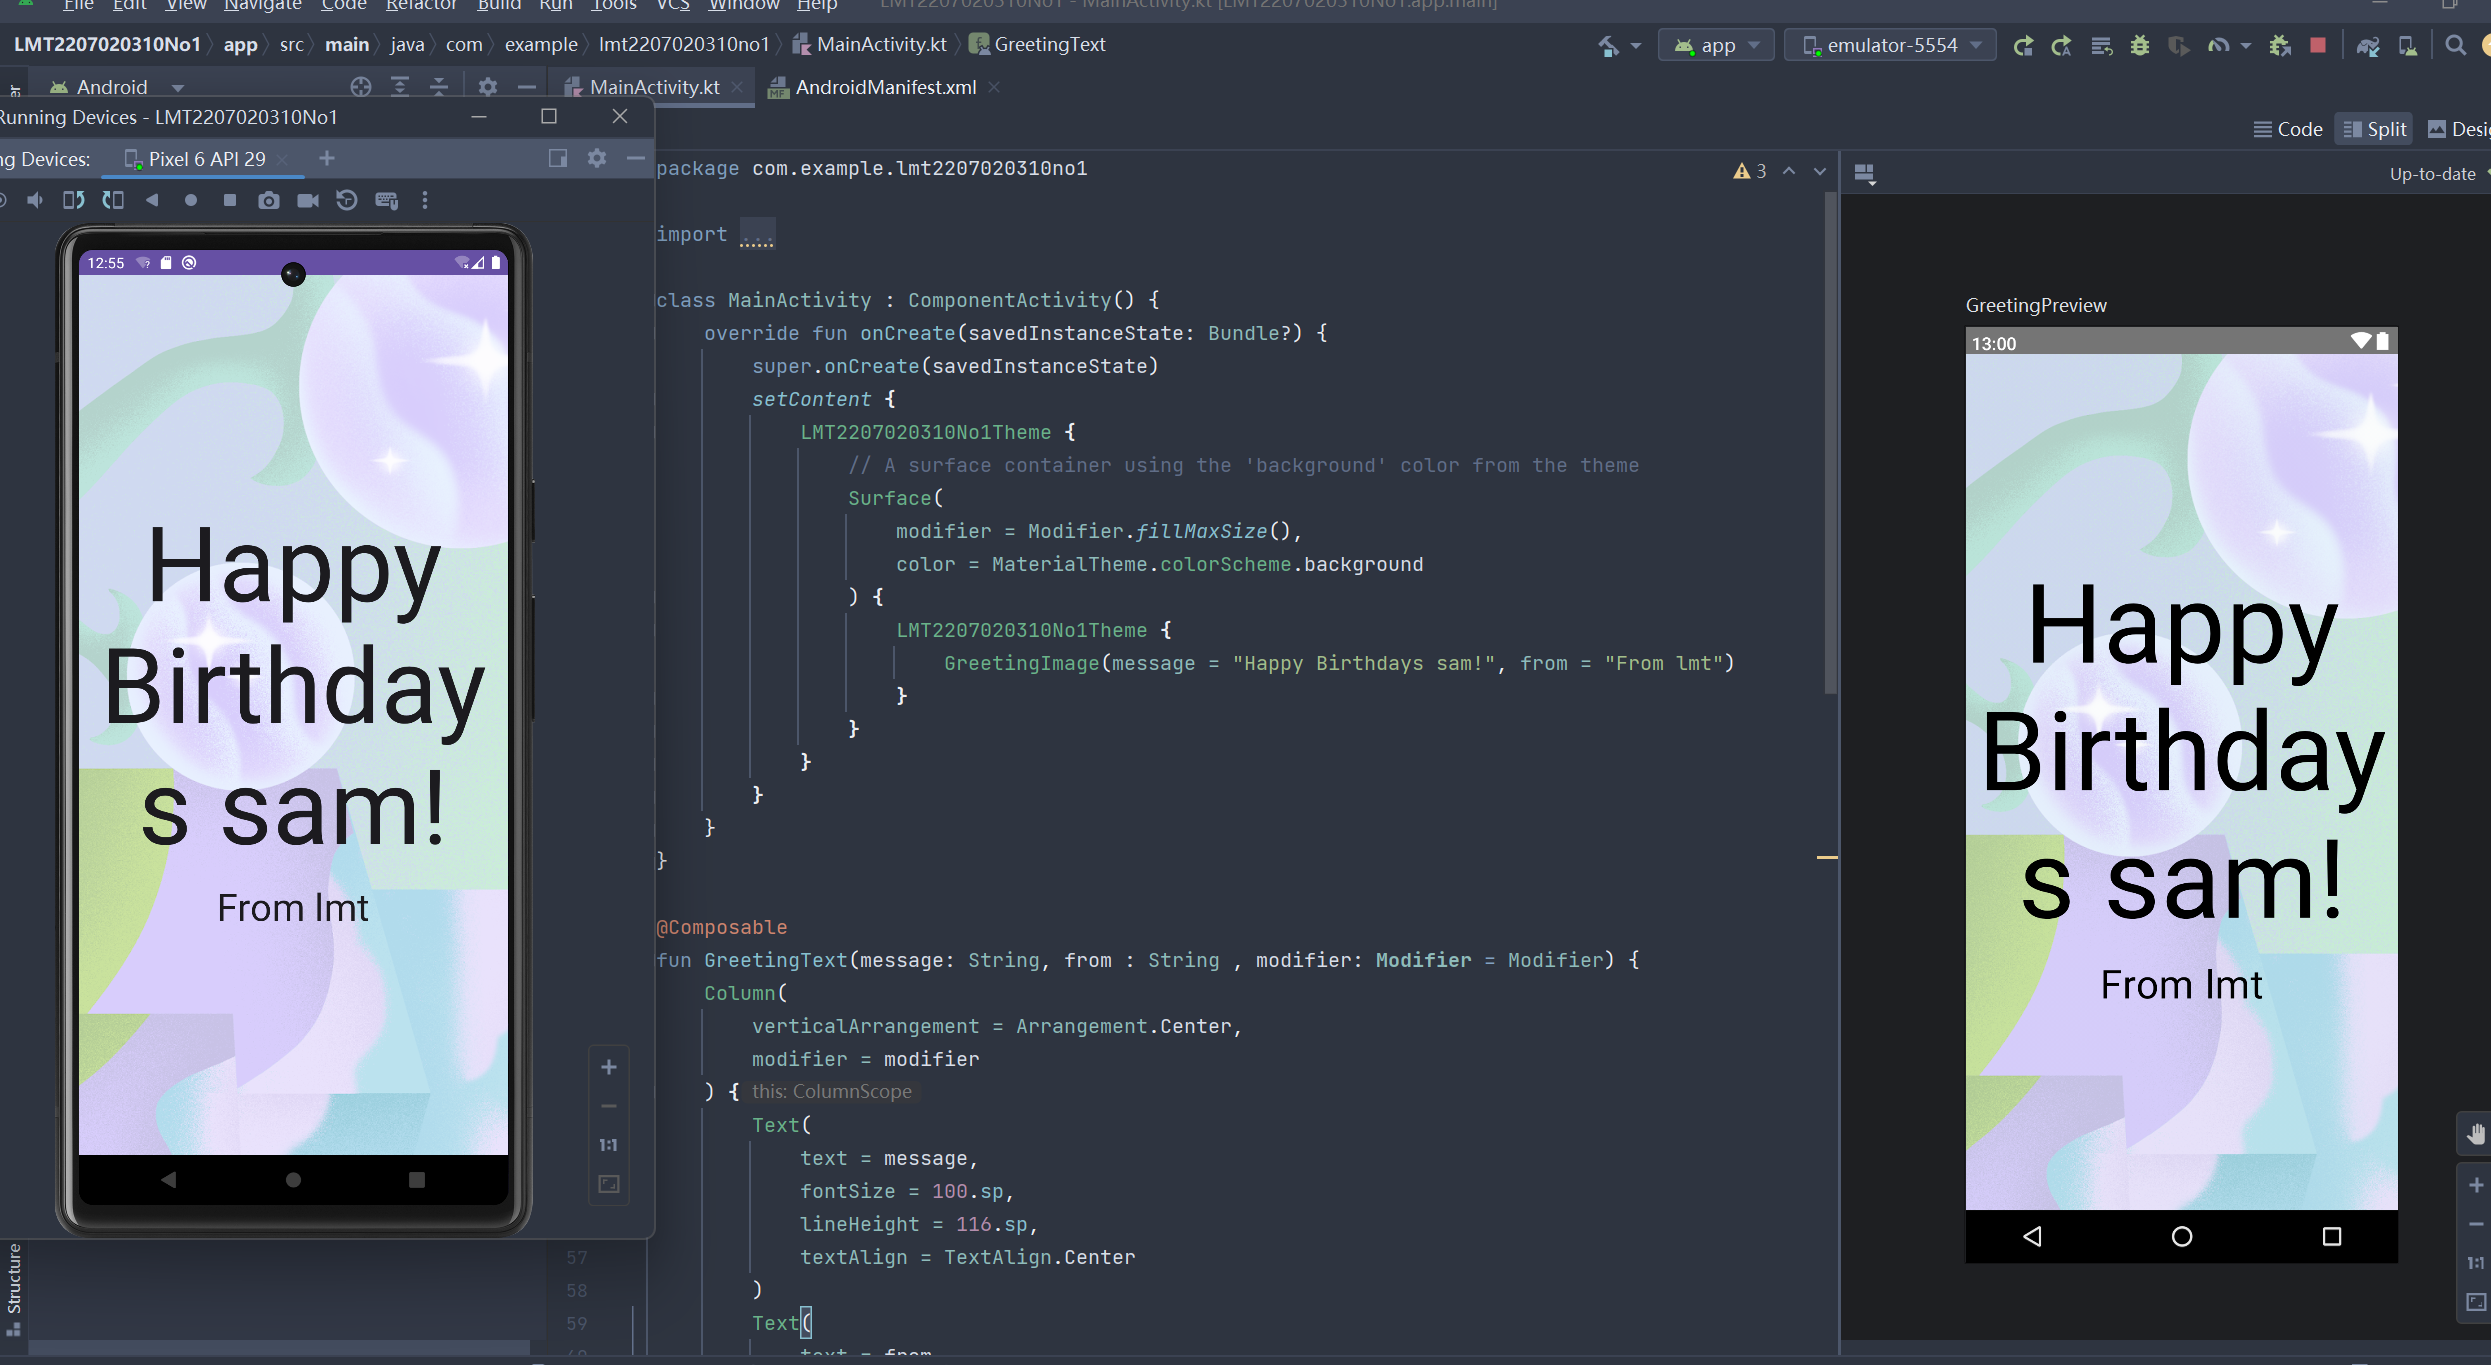 File Edit View Navigate Code Refactor Build Run Tools VCS Window Help LMT2207020310No1 - MainActivity.kt [LMT2207020310No1.app.main]
LMT2207020310No1 app src main java com example lmt2207020310no1 MainActivity.kt GreetingText app emulator-5554
Android MainActivity.kt AndroidManifest.xml
Running Devices - LMT2207020310No1
Code Split
ng Devices: Pixel 6 API 29
Up-to-date
12:55
Happy
Birthday
s sam!
From lmt
package com.example.lmt2207020310no1
3
import ...
class MainActivity : ComponentActivity() {
override fun onCreate(savedInstanceState: Bundle?) {
super.onCreate(savedInstanceState)
setContent {
LMT2207020310No1Theme {
// A surface container using the 'background' color from the theme
Surface(
modifier = Modifier.fillMaxSize(),
color = MaterialTheme.colorScheme.background
) {
LMT2207020310No1Theme {
GreetingImage(message = "Happy Birthdays sam!", from = "From lmt")
}
}
}
}
}
}
@Composable
fun GreetingText(message: String, from : String , modifier: Modifier = Modifier) {
Column(
verticalArrangement = Arrangement.Center,
modifier = modifier
) { this: ColumnScope
Text(
text = message,
fontSize = 100.sp,
lineHeight = 116.sp,
textAlign = TextAlign.Center
)
Text(
text = from
57
58
59
1:1
Structure
GreetingPreview
13:00
Happy
Birthday
s sam!
From lmt
1:1